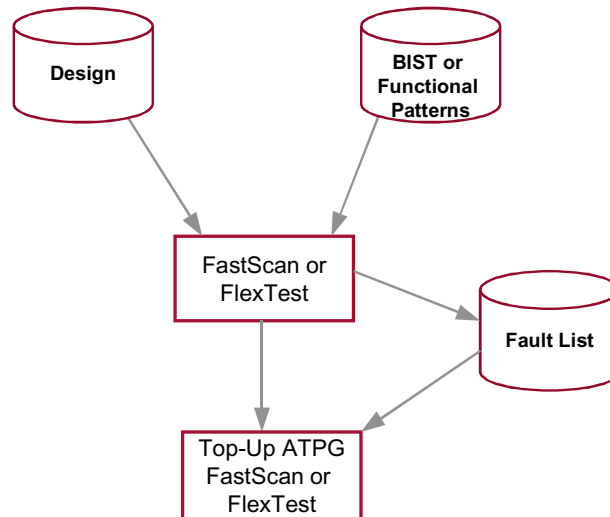 Design
BIST or
Functional
Patterns
FastScan or
FlexTest
Fault List
Top-Up ATPG
FastScan or
FlexTest